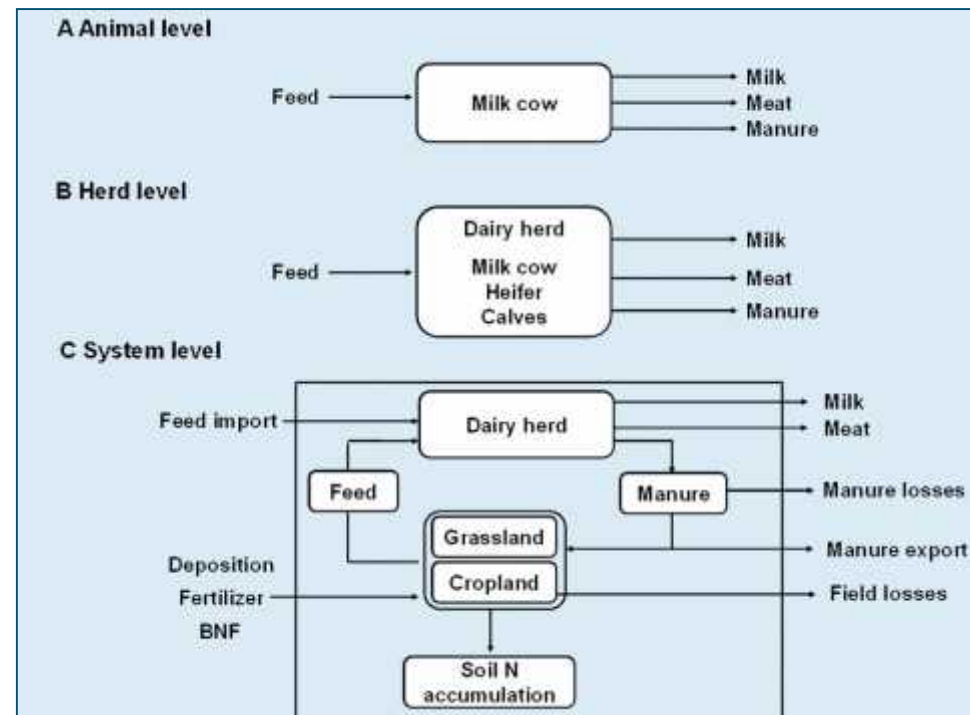 A Animal level
Feed
Milk cow
Milk
Meat
Manure
B Herd level
Feed
Dairy herd
Milk cow
Heifer
Calves
Milk
Meat
Manure
C System level
Feed import
Dairy herd
Milk
Meat
Feed
Manure
Manure losses
Grassland
Manure export
Deposition
Fertilizer
BNF
Cropland
Field losses
Soil N
accumulation